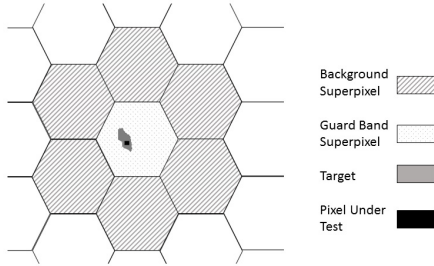 Background
Superpixel
Guard Band
Superpixel
Target
Pixel Under
Test